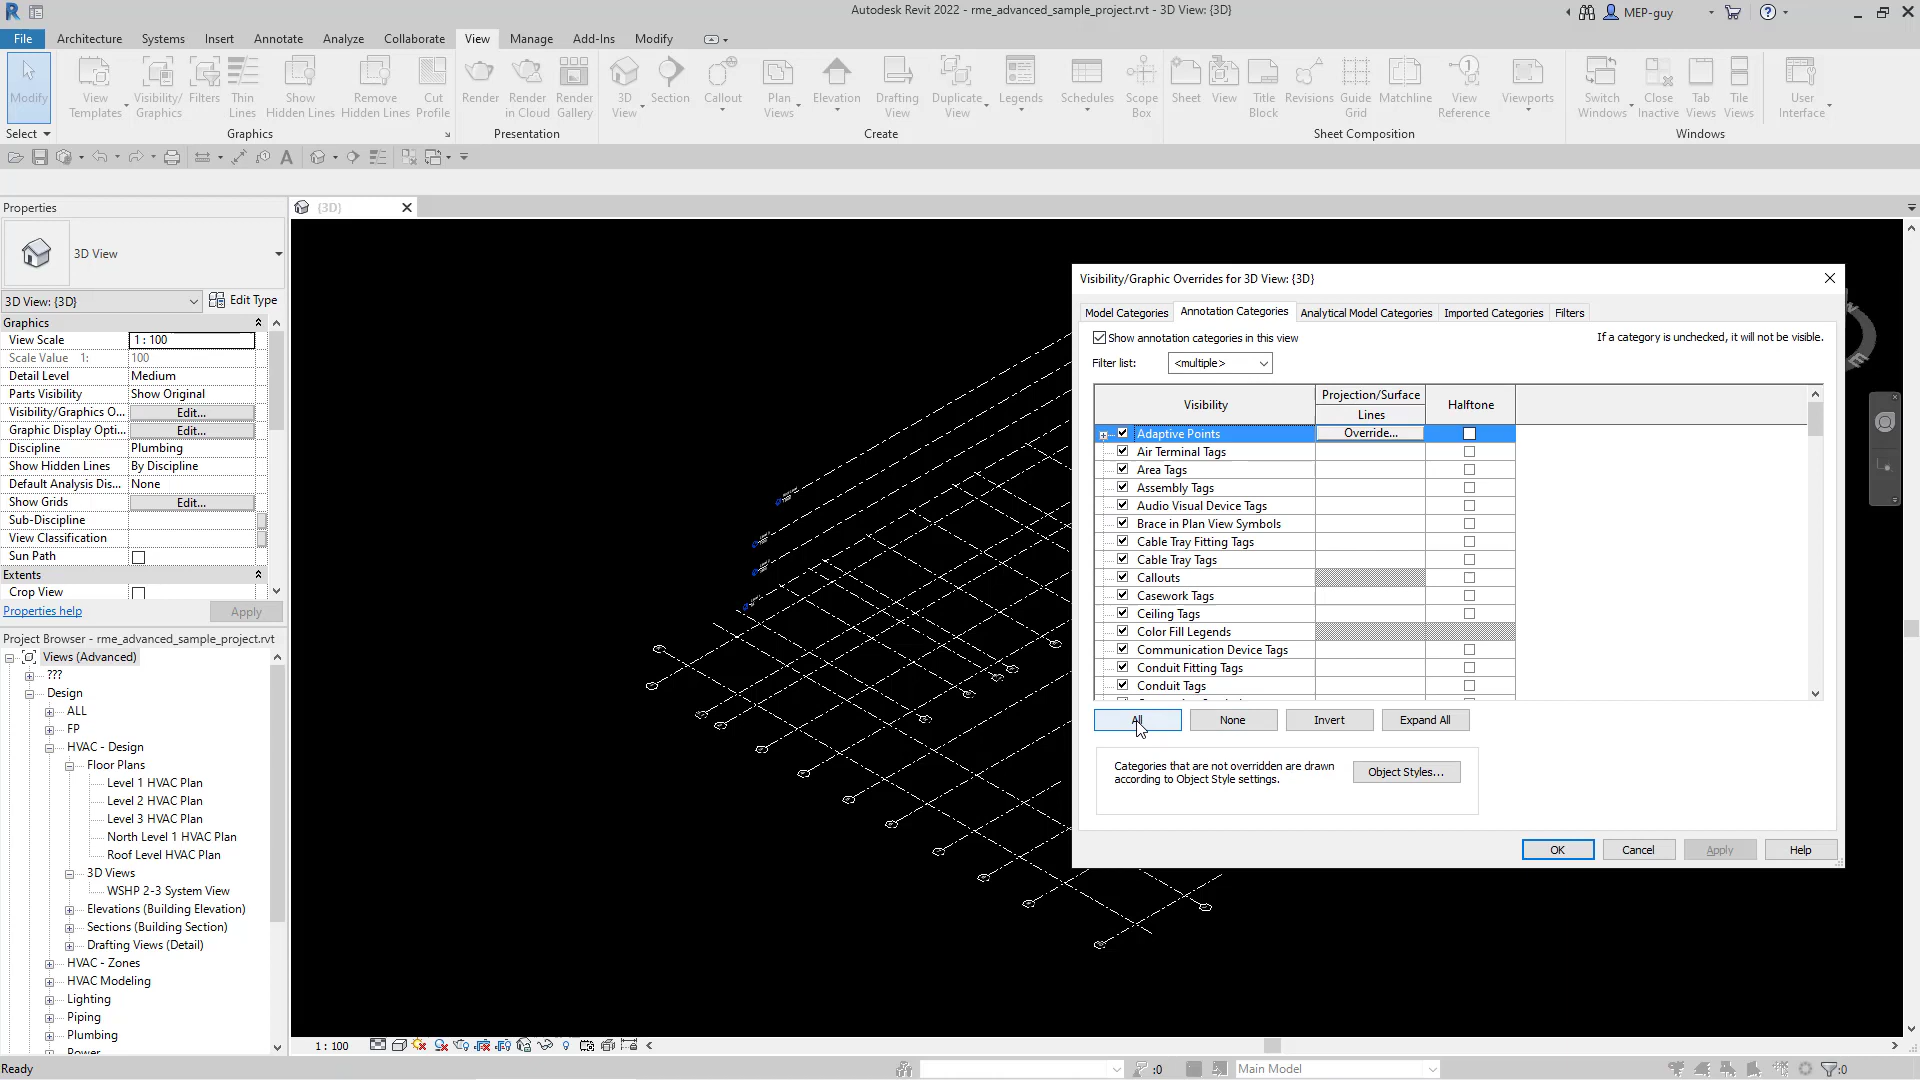 Autodesk Revit 2022 - rme_advanced_sample_project.rvt - 3D View: {3D}
MEP-guy
File Architecture Systems Insert Annotate Analyze Collaborate View Manage Add-Ins Modify
Modify
View Templates
Visibility/ Graphics
Filters
Thin Lines
Show Hidden Lines
Remove Hidden Lines
Cut Profile
Render
Render in Cloud
Render Gallery
3D View
Section
Callout
Plan Views
Elevation
Drafting View
Duplicate View
Legends
Schedules
Scope Box
Sheet
View
Title Block
Revisions
Guide Grid
Matchline
View Reference
Viewports
Switch Windows
Close Inactive
Tab Views
Tile Views
User Interface
Select Graphics Presentation Create Sheet Composition Windows
Properties
{3D}
3D View
3D View: {3D} Edit Type
Graphics
View Scale 1 : 100
Scale Value 1: 100
Detail Level Medium
Parts Visibility Show Original
Visibility/Graphics O... Edit...
Graphic Display Opti... Edit...
Discipline Plumbing
Show Hidden Lines By Discipline
Default Analysis Dis... None
Show Grids Edit...
Sub-Discipline
View Classification
Sun Path
Extents
Crop View
Properties help Apply
Project Browser - rme_advanced_sample_project.rvt
Views (Advanced)
???
Design
ALL
FP
HVAC - Design
Floor Plans
Level 1 HVAC Plan
Level 2 HVAC Plan
Level 3 HVAC Plan
North Level 1 HVAC Plan
Roof Level HVAC Plan
3D Views
WSHP 2-3 System View
Elevations (Building Elevation)
Sections (Building Section)
Drafting Views (Detail)
HVAC - Zones
HVAC Modeling
Lighting
Piping
Plumbing
Power
Visibility/Graphic Overrides for 3D View: {3D}
Model Categories Annotation Categories Analytical Model Categories Imported Categories Filters
Show annotation categories in this view
If a category is unchecked, it will not be visible.
Filter list: <multiple>
Visibility Projection/Surface Halftone
Lines
Adaptive Points Override...
Air Terminal Tags
Area Tags
Assembly Tags
Audio Visual Device Tags
Brace in Plan View Symbols
Cable Tray Fitting Tags
Cable Tray Tags
Callouts
Casework Tags
Ceiling Tags
Color Fill Legends
Communication Device Tags
Conduit Fitting Tags
Conduit Tags
All None Invert Expand All
Categories that are not overridden are drawn
according to Object Style settings.
Object Styles...
OK Cancel Apply Help
1 : 100
Ready
:0
Main Model
:0